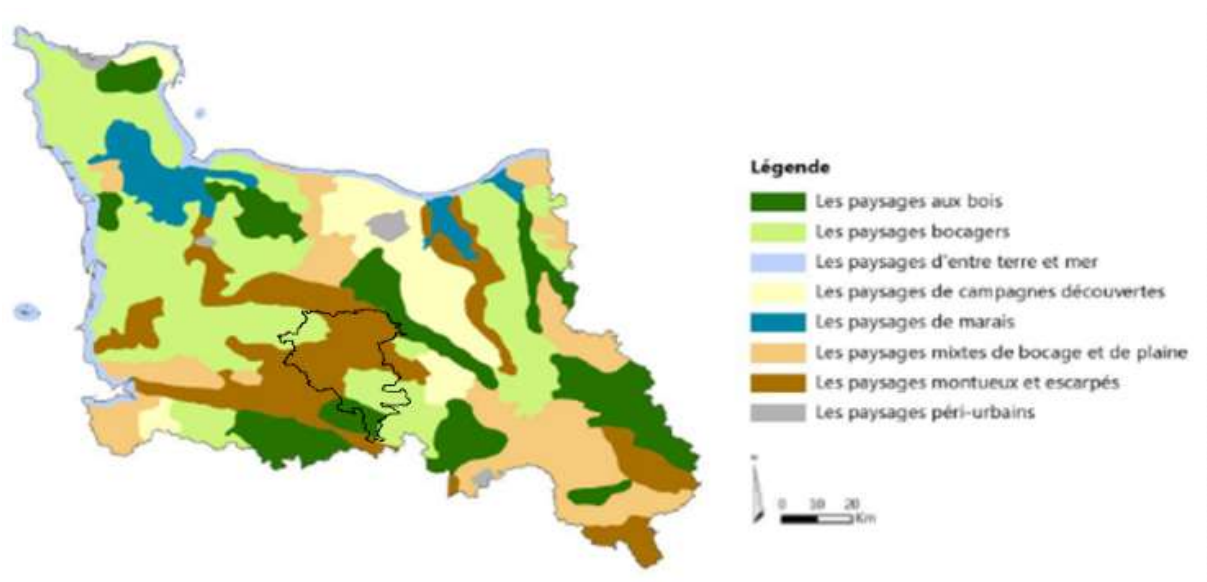 Légende
Les paysages aux bois
Les paysages bocagers
Les paysages d'entre terre et mer
Les paysages de campagnes découvertes
Les paysages de marais
Les paysages mixtes de bocage et de plaine
Les paysages montueux et escarpés
Les paysages péri-urbains
0 10 20
Km